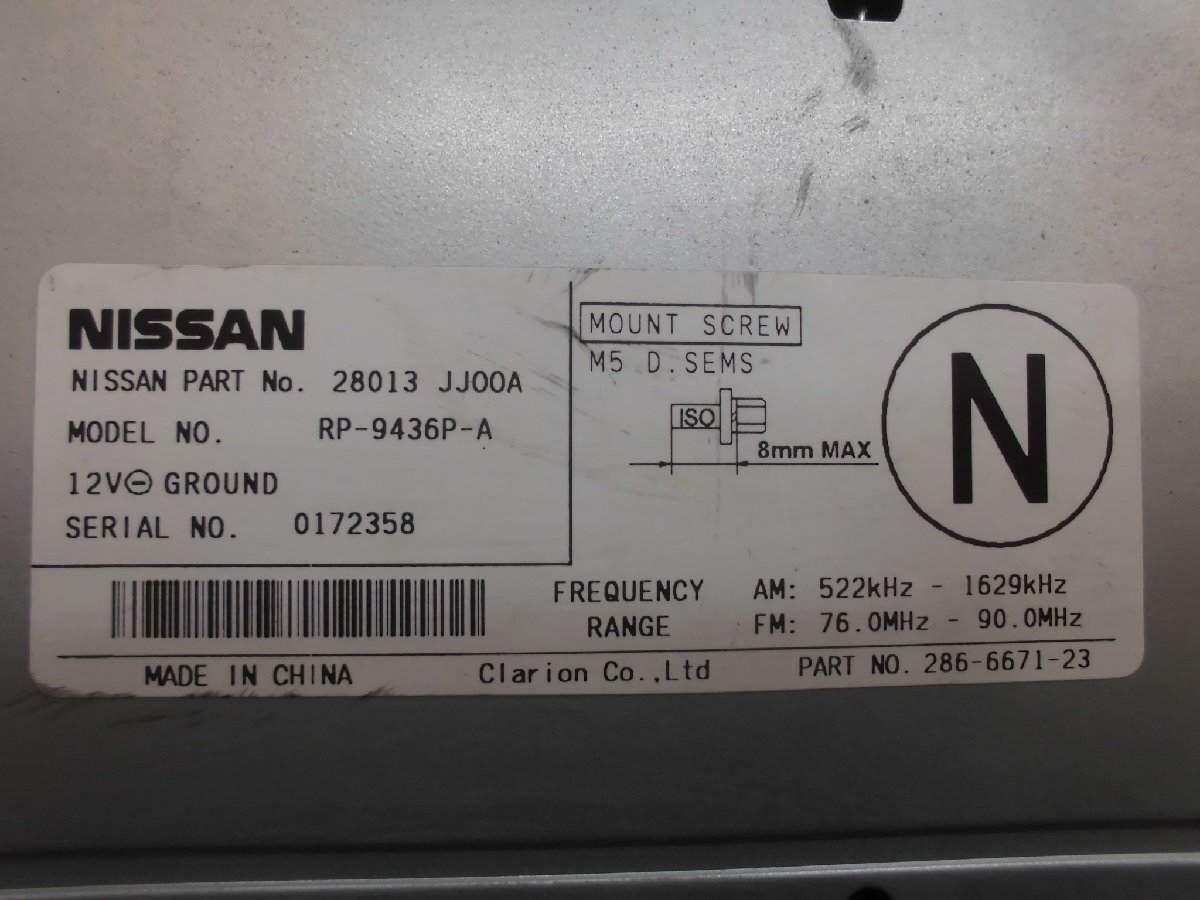 NISSAN
NISSAN PART No. 28013 JJ00A
MODEL NO. RP-9436P-A
12V⊖ GROUND
SERIAL NO. 0172358
MOUNT SCREW
M5 D.SEMS
ISO
8mm MAX
N
FREQUENCY RANGE
AM: 522kHz - 1629kHz
FM: 76.0MHz - 90.0MHz
MADE IN CHINA
Clarion Co.,Ltd
PART NO. 286-6671-23